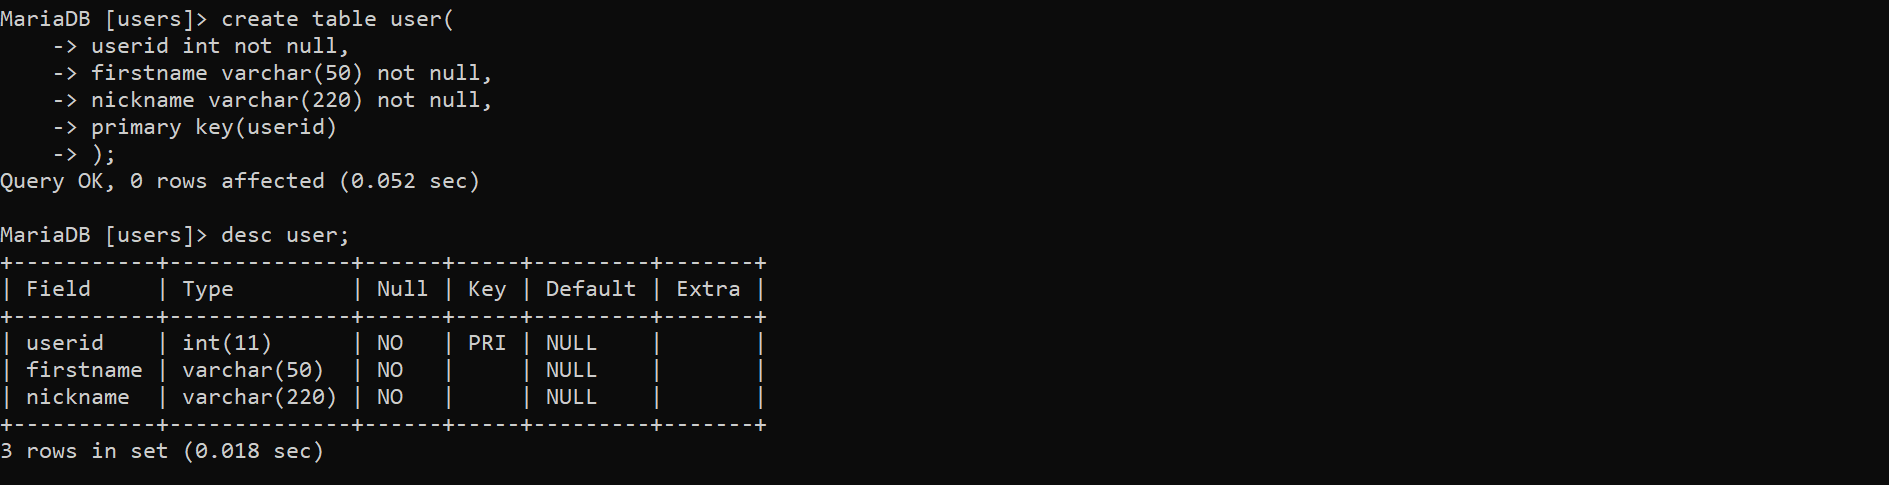 MariaDB [users]> create table user(
    -> userid int not null,
    -> firstname varchar(50) not null,
    -> nickname varchar(220) not null,
    -> primary key(userid)
    -> );
Query OK, 0 rows affected (0.052 sec)

MariaDB [users]> desc user;
+-----------+--------------+------+-----+---------+-------+
| Field     | Type         | Null | Key | Default | Extra |
+-----------+--------------+------+-----+---------+-------+
| userid    | int(11)      | NO   | PRI | NULL    |       |
| firstname | varchar(50)  | NO   |     | NULL    |       |
| nickname  | varchar(220) | NO   |     | NULL    |       |
+-----------+--------------+------+-----+---------+-------+
3 rows in set (0.018 sec)